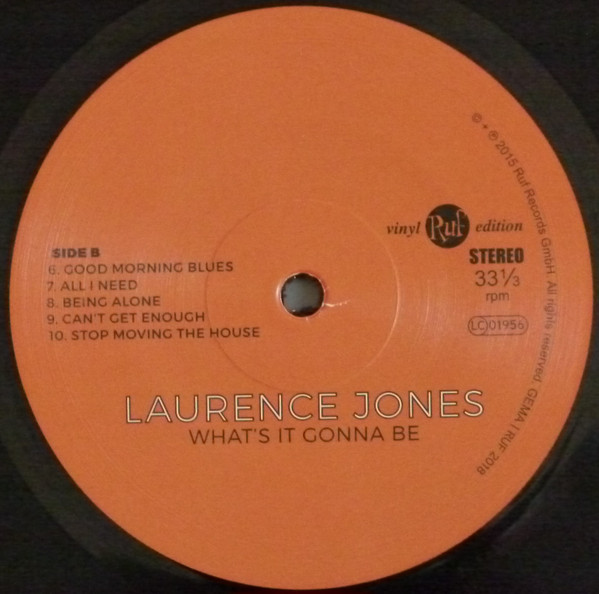 SIDE B
6. GOOD MORNING BLUES
7. ALL I NEED
8. BEING ALONE
9. CAN'T GET ENOUGH
10. STOP MOVING THE HOUSE
vinyl Ruf edition
STEREO
33 1/3
rpm
LC 01956
LAURENCE JONES
WHAT'S IT GONNA BE
© + ℗ 2015 Ruf Records GmbH. All rights reserved. GEMA | RUF 2018